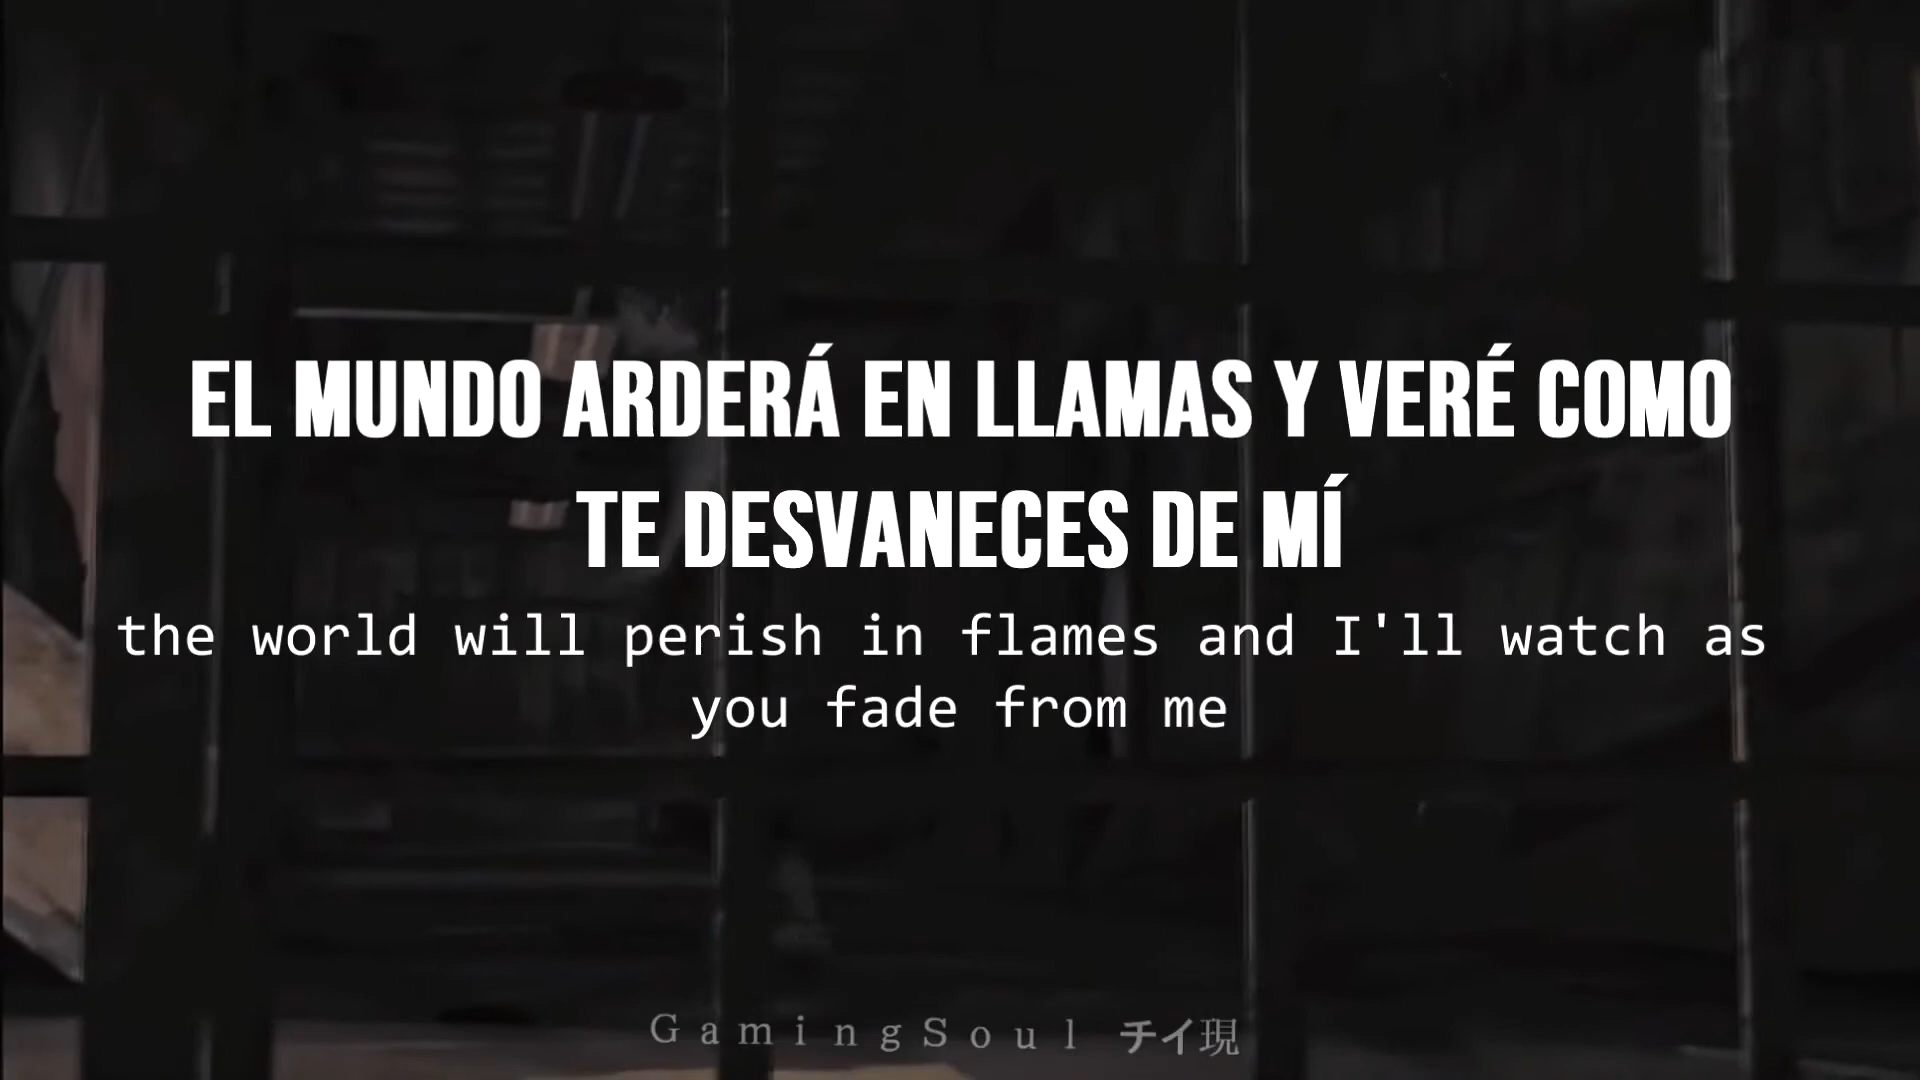 EL MUNDO ARDERÁ EN LLAMAS Y VERÉ COMO
TE DESVANECES DE MÍ
the world will perish in flames and I'll watch as
you fade from me
GamingSoul チイ現